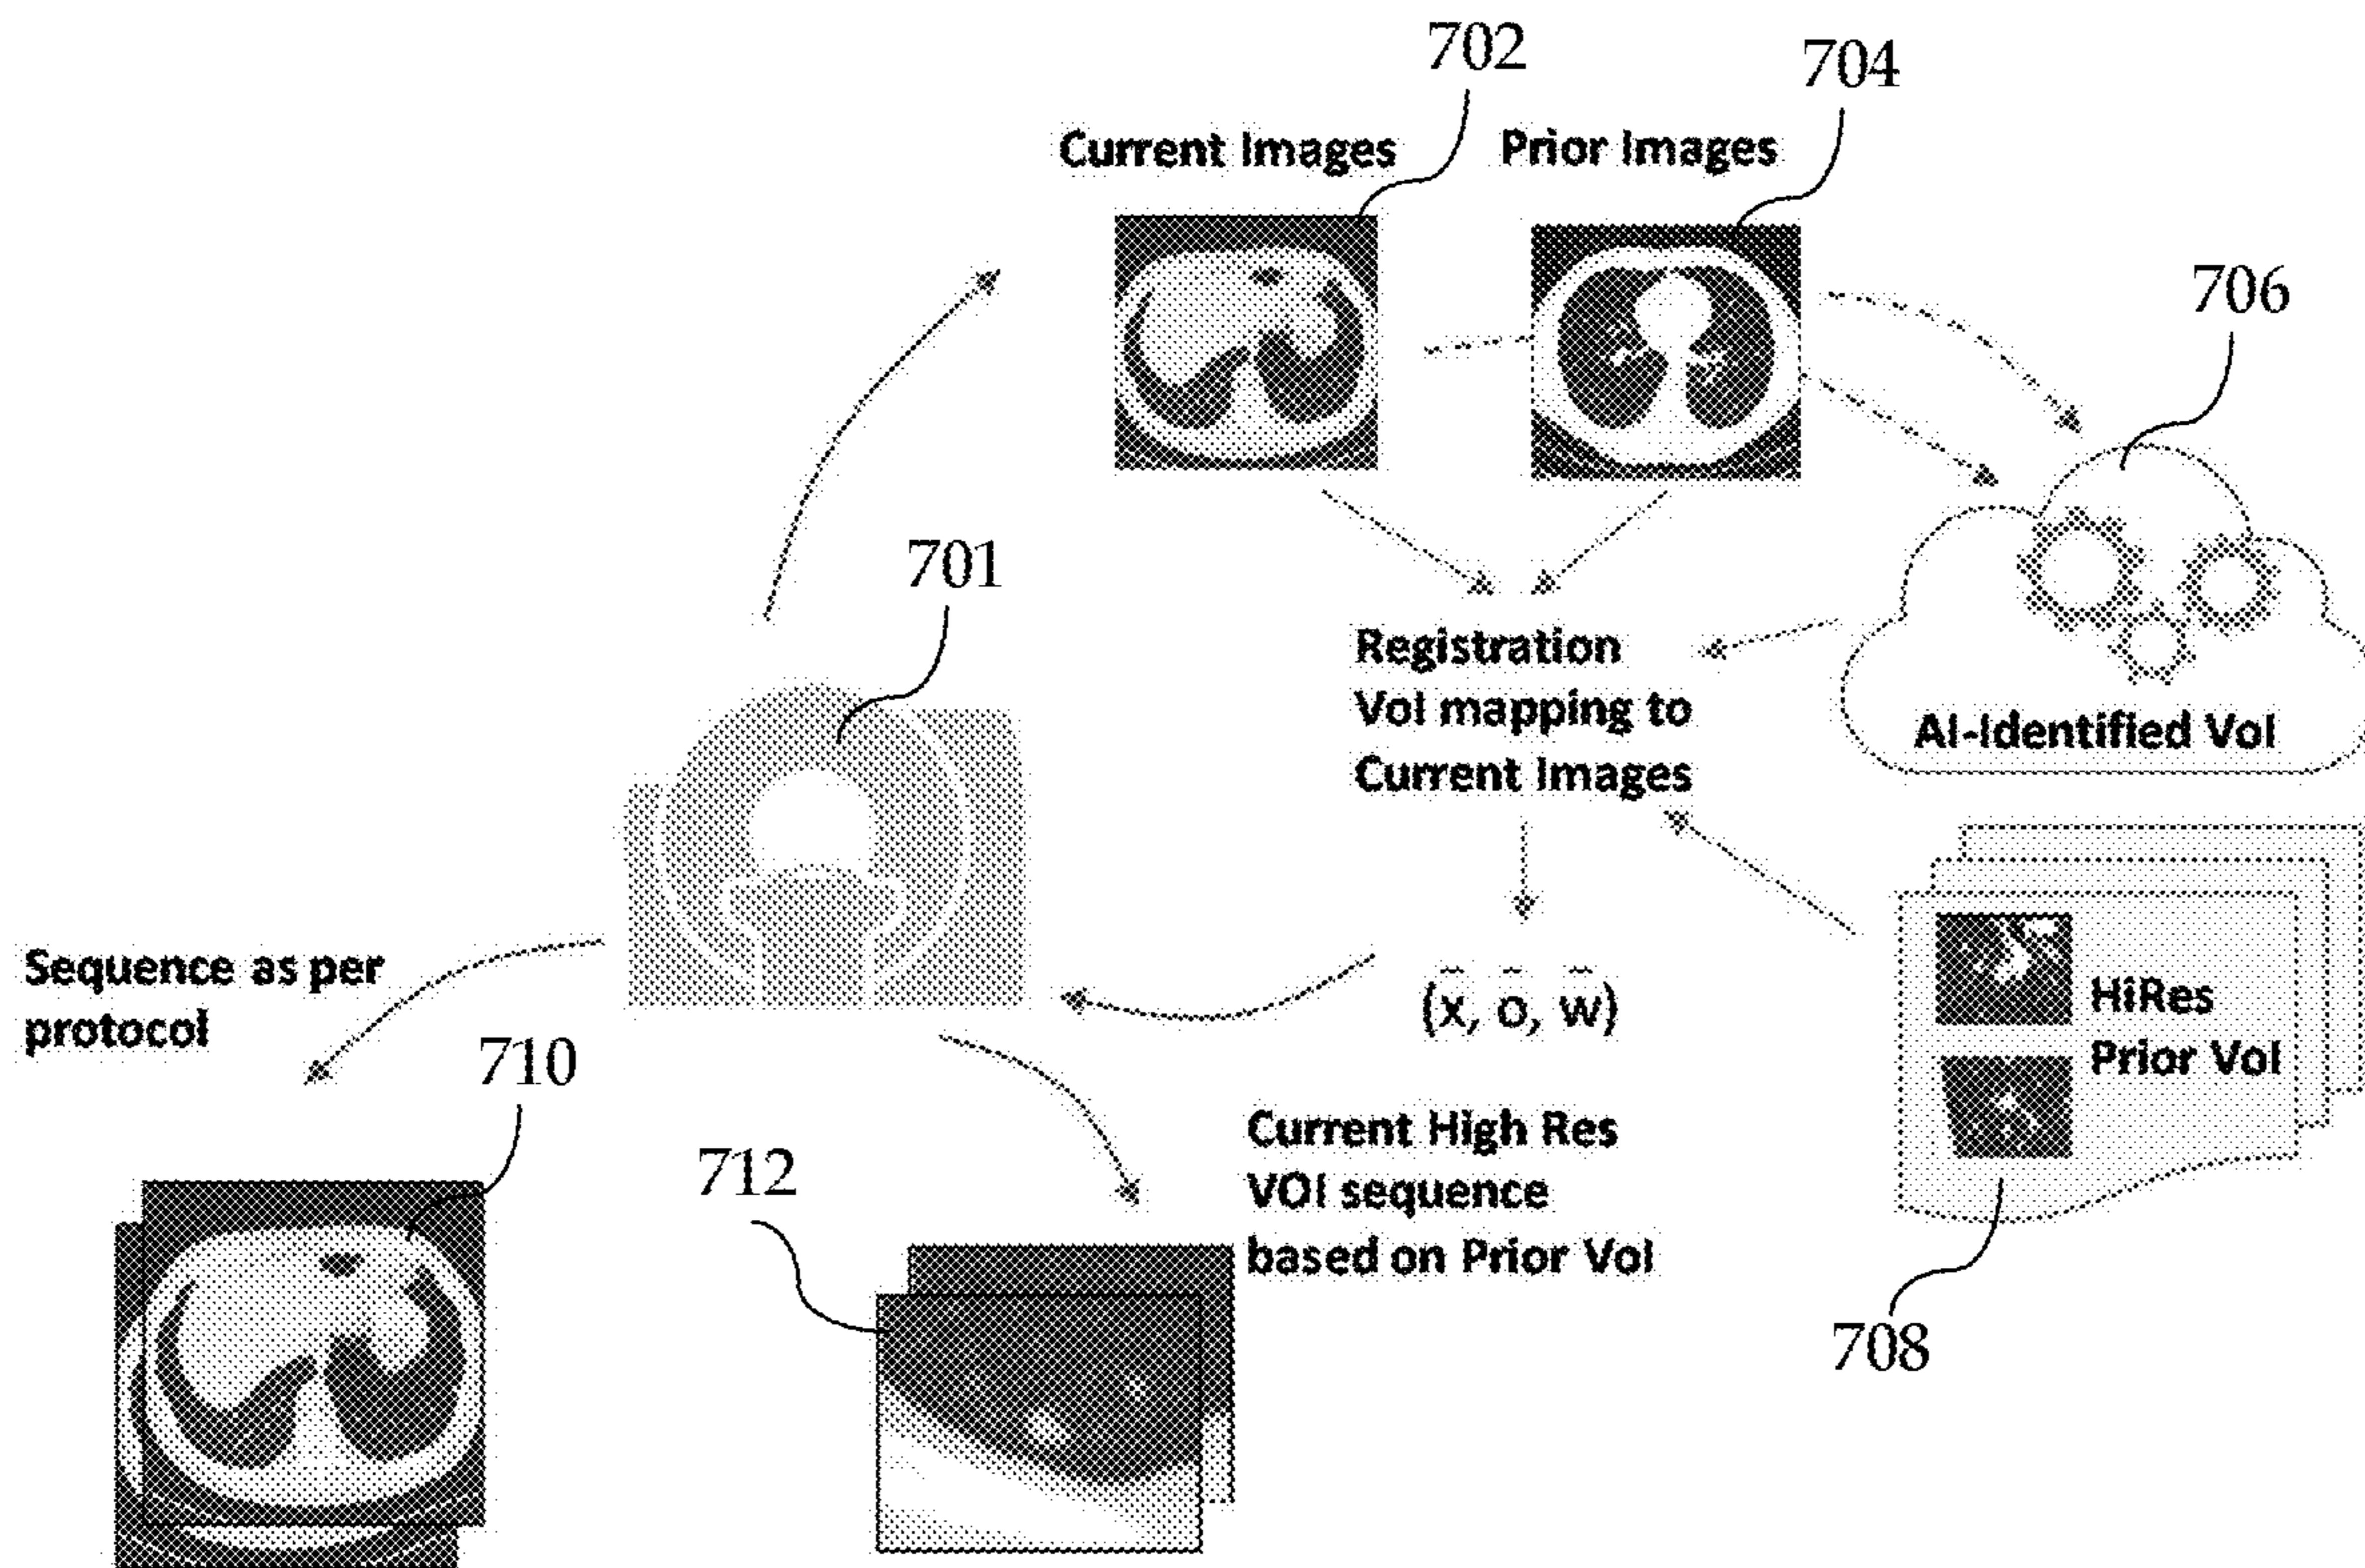 702
704
Current Images
Prior Images
706
701
Registration
VoI mapping to
Current Images
AI-Identified VoI
Sequence as per
protocol
(x̄, ō, w̄)
HiRes
Prior VoI
710
712
Current High Res
VOI sequence
based on Prior VoI
708